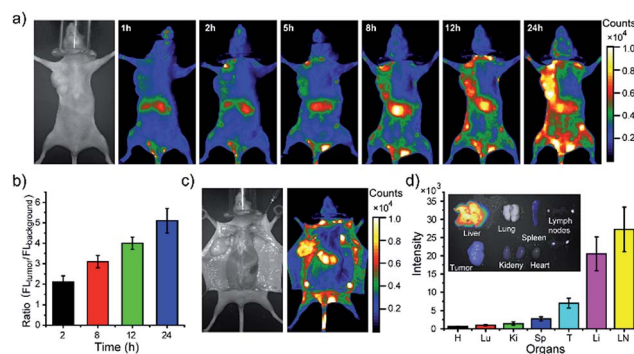 a)
1h
2h
5h
8h
12h
24h
Counts
×10⁴
1.0
0.8
0.6
0.4
0.2
b)
Ratio (FItumor/FIbackground)
6
5
4
3
2
1
0
2
8
12
24
Time (h)
c)
Counts
×10⁴
1.0
0.8
0.6
0.4
0.2
d)
×10³
Intensity
35
30
25
20
15
10
5
0
Liver
Lung
Spleen
Lymph nodes
Tumor
Kideny
Heart
H
Lu
Ki
Sp
T
Li
LN
Organs